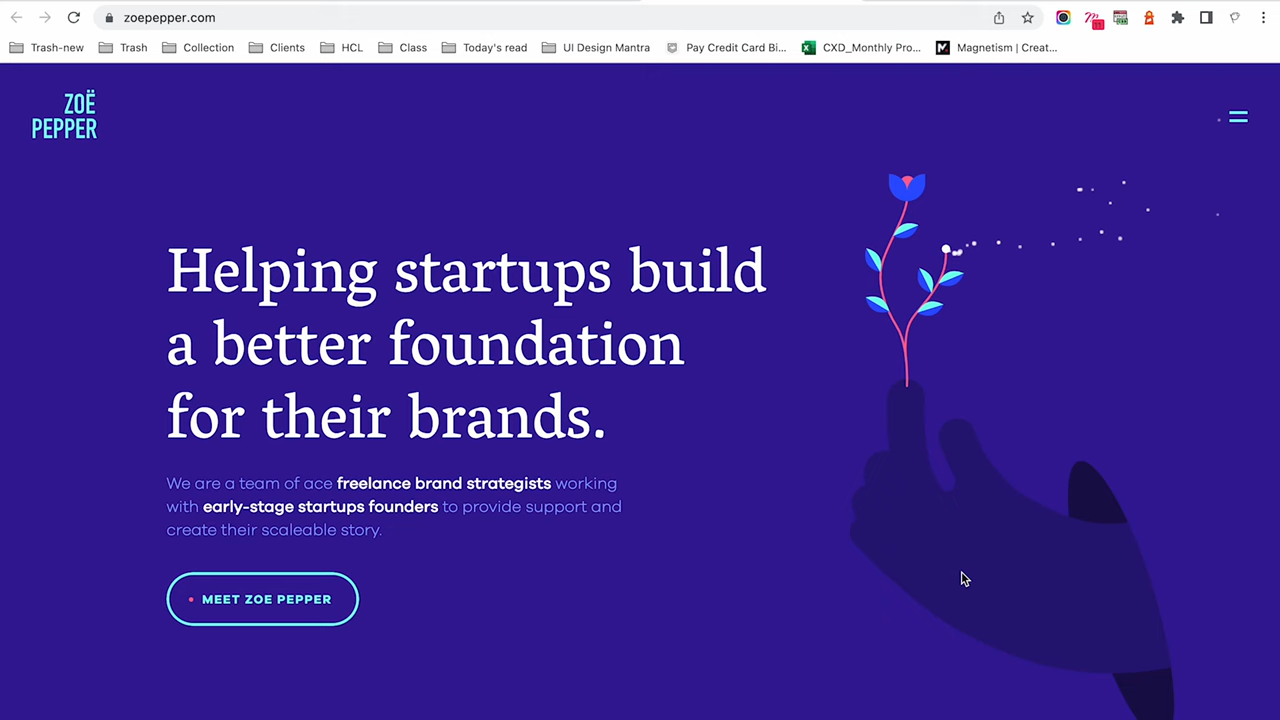 zoepepper.com
Trash-new Trash Collection Clients HCL Class Today's read UI Design Mantra Pay Credit Card Bi... CXD_Monthly Pro... Magnetism | Creat...
ZOË
PEPPER
Helping startups build
a better foundation
for their brands.
We are a team of ace freelance brand strategists working
with early-stage startups founders to provide support and
create their scaleable story.
MEET ZOE PEPPER